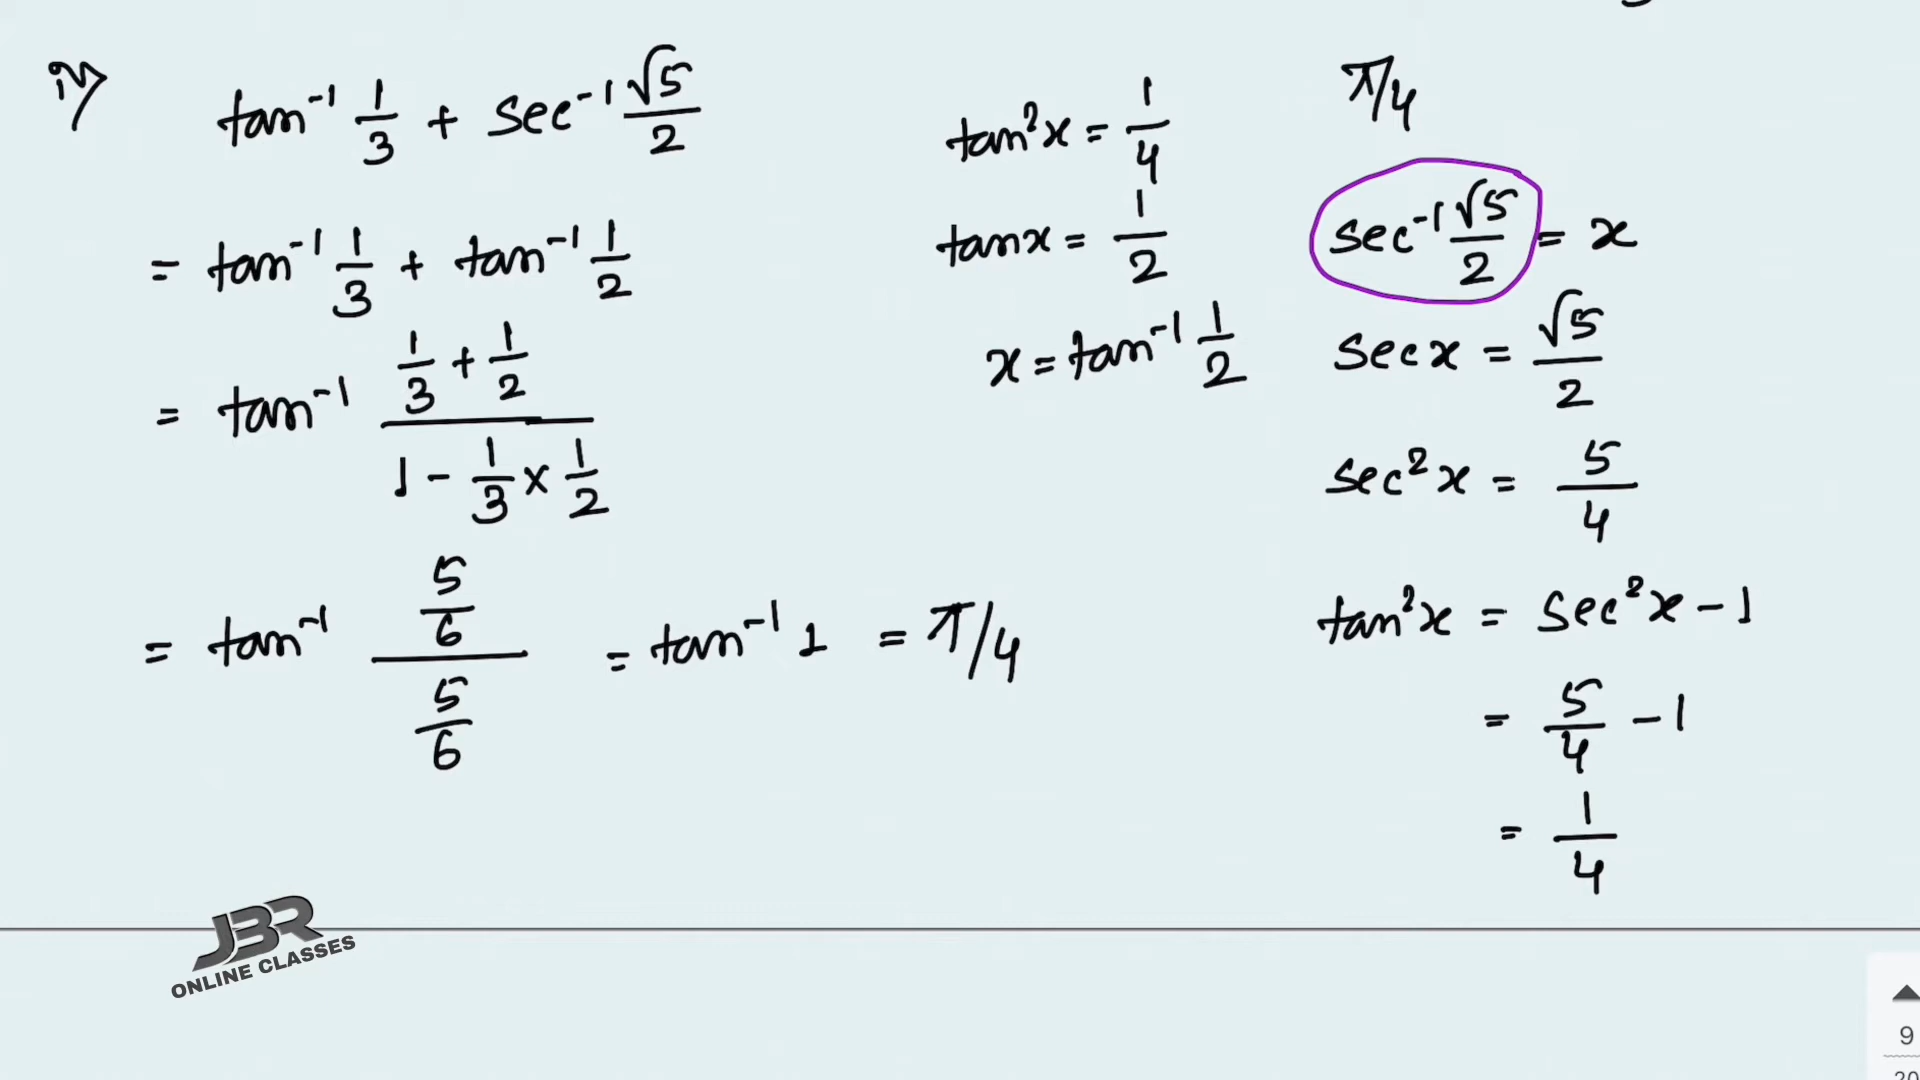 iv) tan⁻¹ 1/3 + sec⁻¹ √5/2
= tan⁻¹ 1/3 + tan⁻¹ 1/2
= tan⁻¹ (1/3 + 1/2)/(1 - 1/3 × 1/2)
= tan⁻¹ (5/6)/(5/6) = tan⁻¹ 1 = π/4
tan²x = 1/4
tanx = 1/2
x = tan⁻¹ 1/2
π/4
sec⁻¹ √5/2 = x
secx = √5/2
sec²x = 5/4
tan²x = sec²x - 1
= 5/4 - 1
= 1/4
JBR
ONLINE CLASSES
9